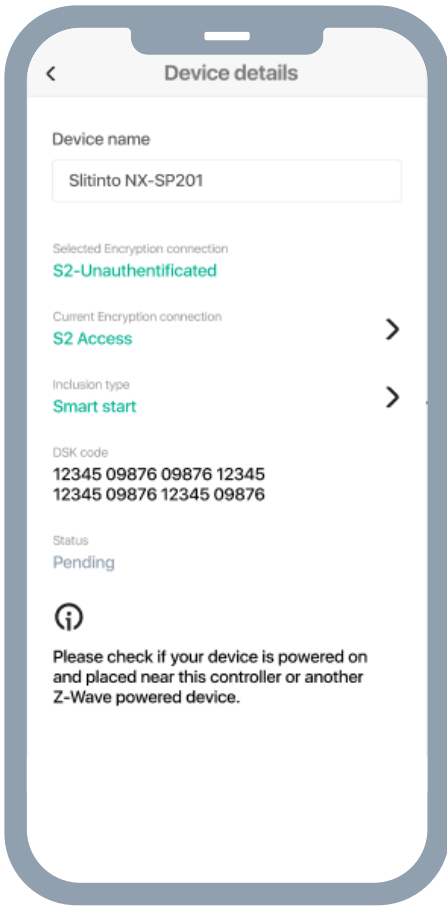 Device details
Device name
Slitinto NX-SP201
Selected Encryption connection
S2-Unauthentificated
Current Encryption connection
S2 Access
Inclusion type
Smart start
DSK code
12345 09876 09876 12345
12345 09876 12345 09876
Status
Pending
Please check if your device is powered on
and placed near this controller or another
Z-Wave powered device.